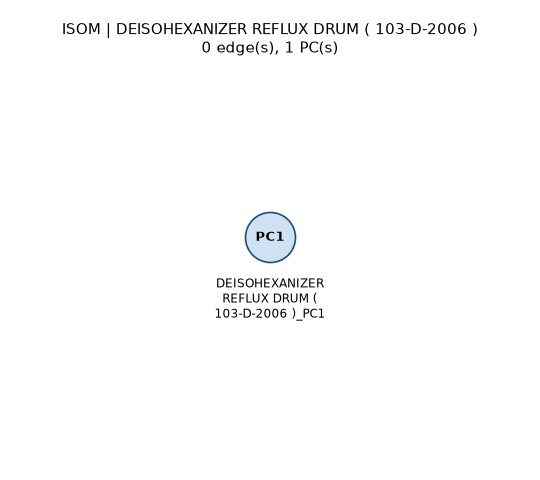 ISOM | DEISOHEXANIZER REFLUX DRUM ( 103-D-2006 )
0 edge(s), 1 PC(s)
PC1
DEISOHEXANIZER
REFLUX DRUM (
103-D-2006 )_PC1